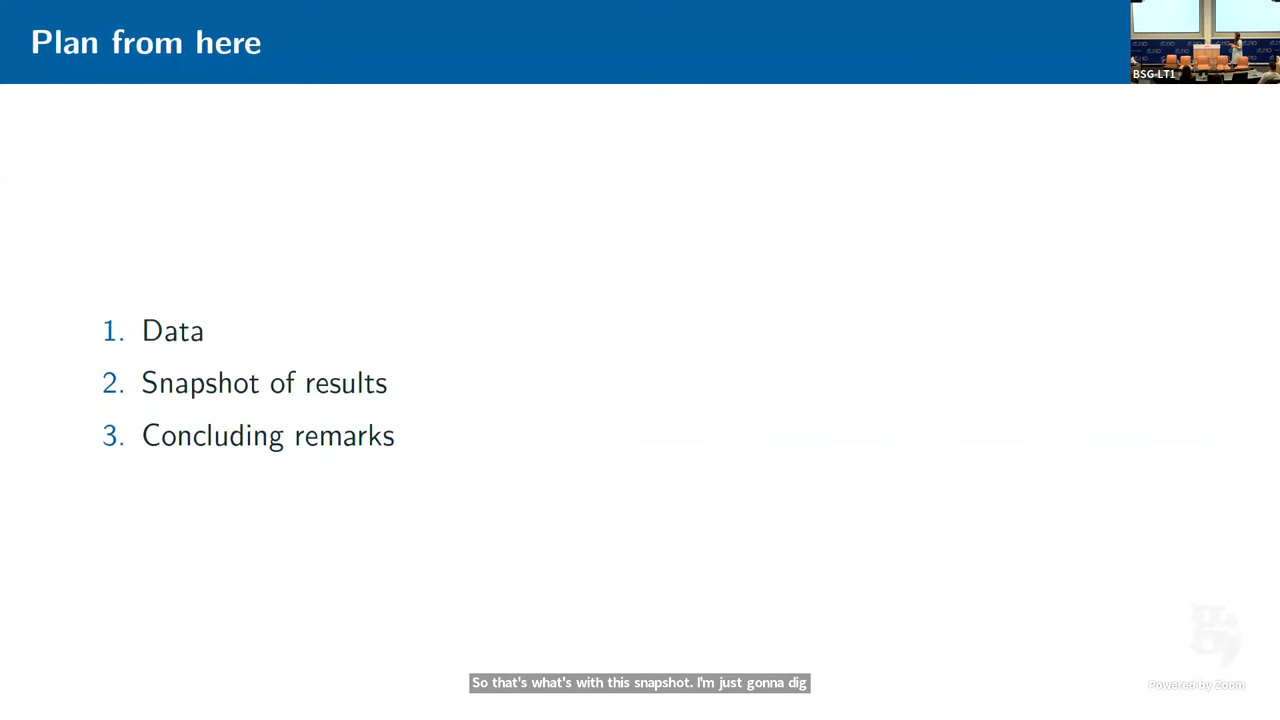 Plan from here
BSG-LT1
1. Data
2. Snapshot of results
3. Concluding remarks
So that's what's with this snapshot. I'm just gonna dig
Powered by Zoom